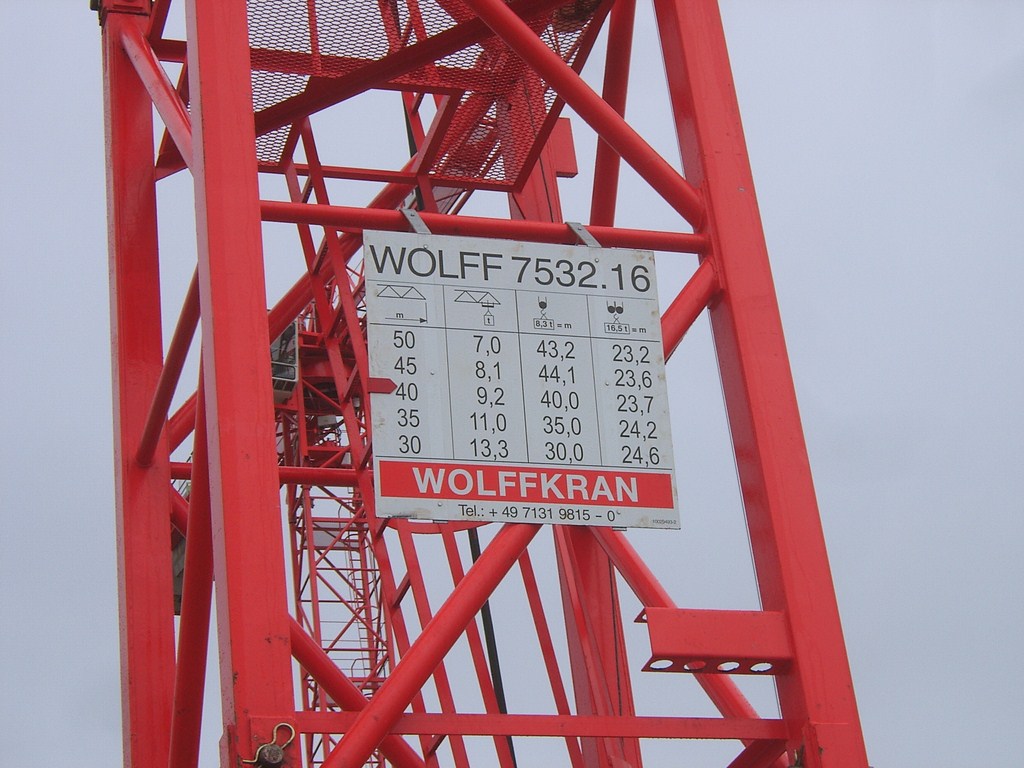 WOLFF 7532.16
m t 8,3 t = m 16,5 t = m
50 7,0 43,2 23,2
45 8,1 44,1 23,6
40 9,2 40,0 23,7
35 11,0 35,0 24,2
30 13,3 30,0 24,6
WOLFFKRAN
Tel.: + 49 7131 9815 - 0